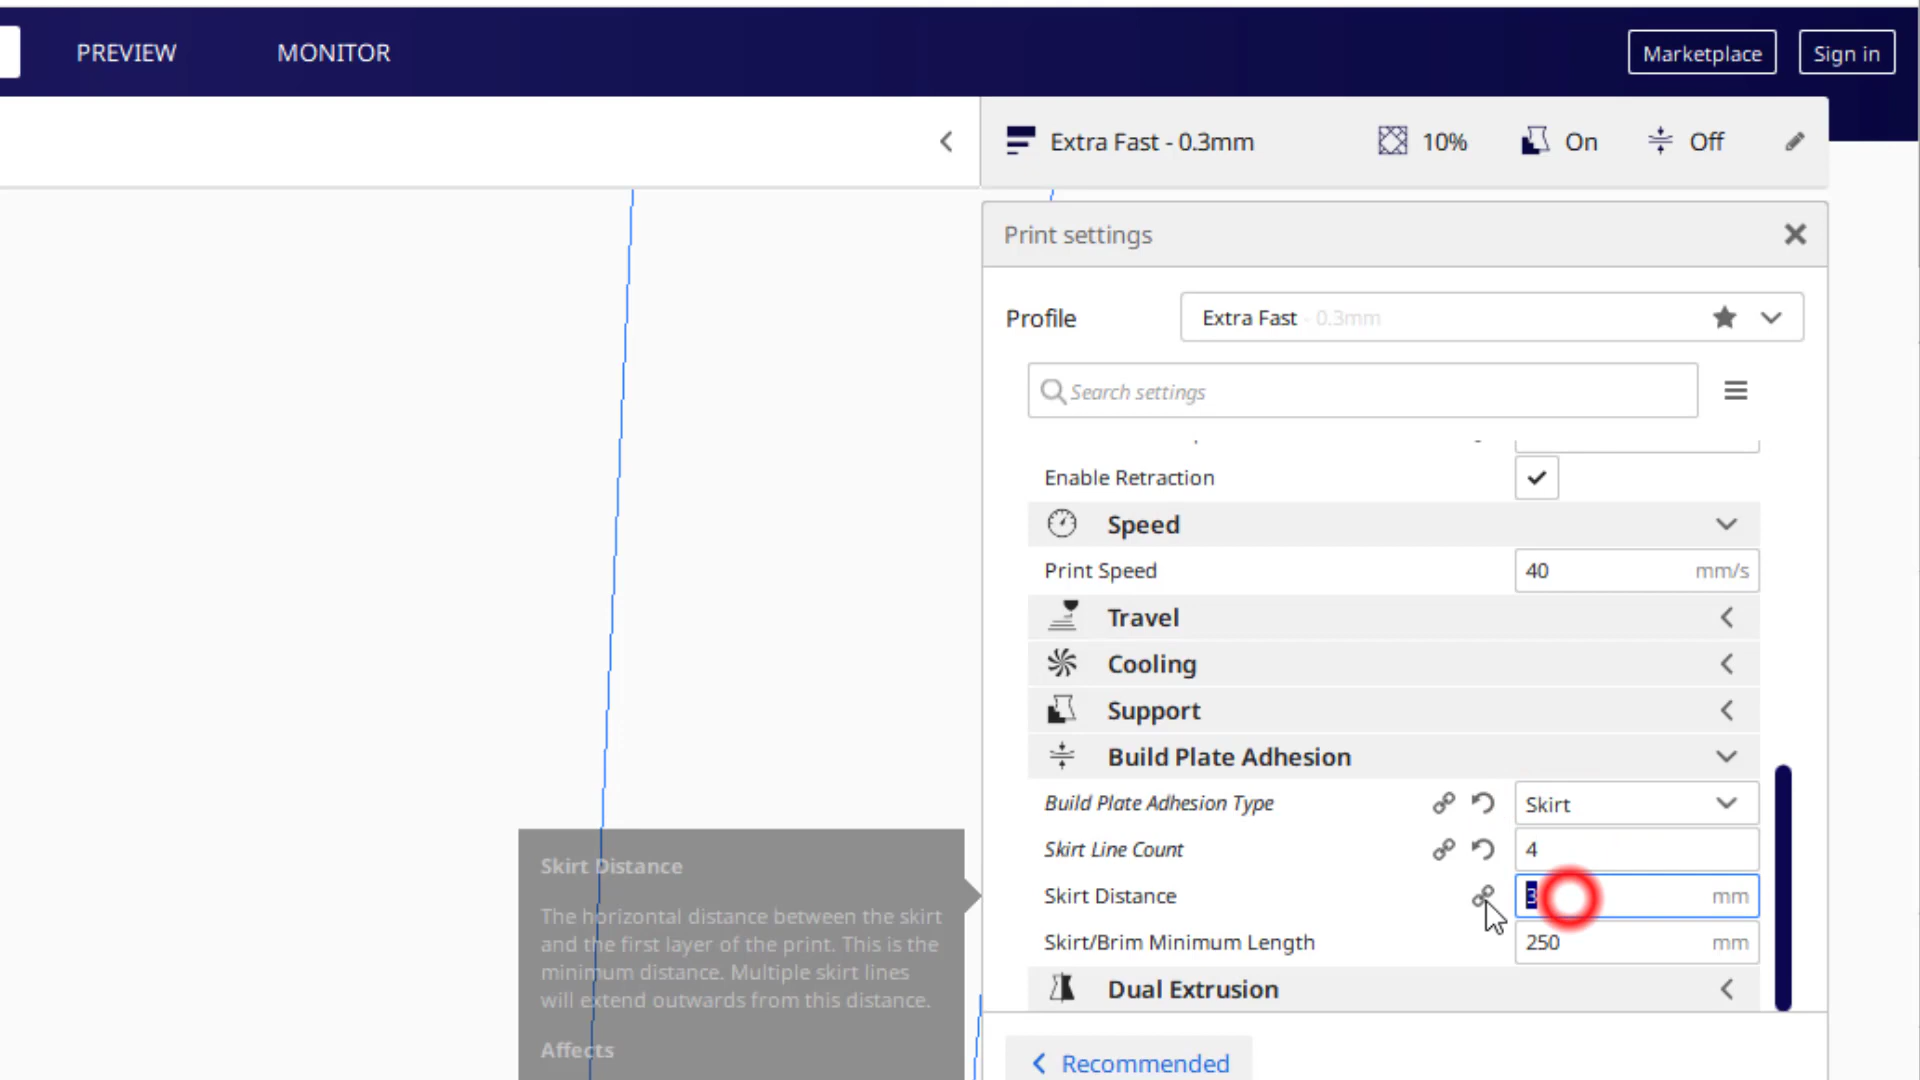 PREVIEW MONITOR Marketplace Sign in
Extra Fast - 0.3mm 10% On Off
Print settings
Profile Extra Fast - 0.3mm
Search settings
Enable Retraction
Speed
Print Speed 40 mm/s
Travel
Cooling
Support
Build Plate Adhesion
Build Plate Adhesion Type Skirt
Skirt Line Count 4
Skirt Distance 3 mm
Skirt/Brim Minimum Length 250 mm
Dual Extrusion
Recommended
Skirt Distance
The horizontal distance between the skirt
and the first layer of the print. This is the
minimum distance. Multiple skirt lines
will extend outwards from this distance.
Affects